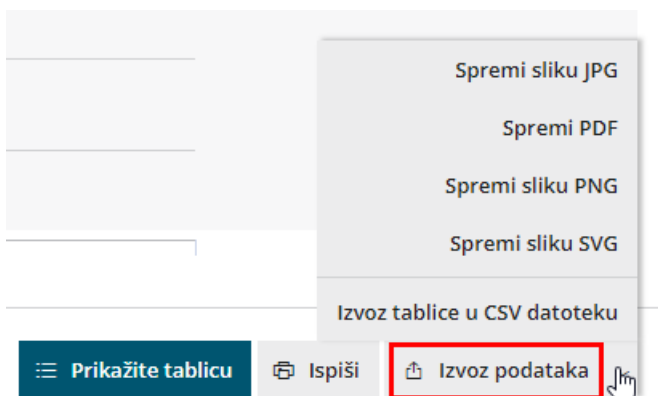 Spremi sliku JPG
Spremi PDF
Spremi sliku PNG
Spremi sliku SVG
Izvoz tablice u CSV datoteku
Prikažite tablicu Ispiši Izvoz podataka